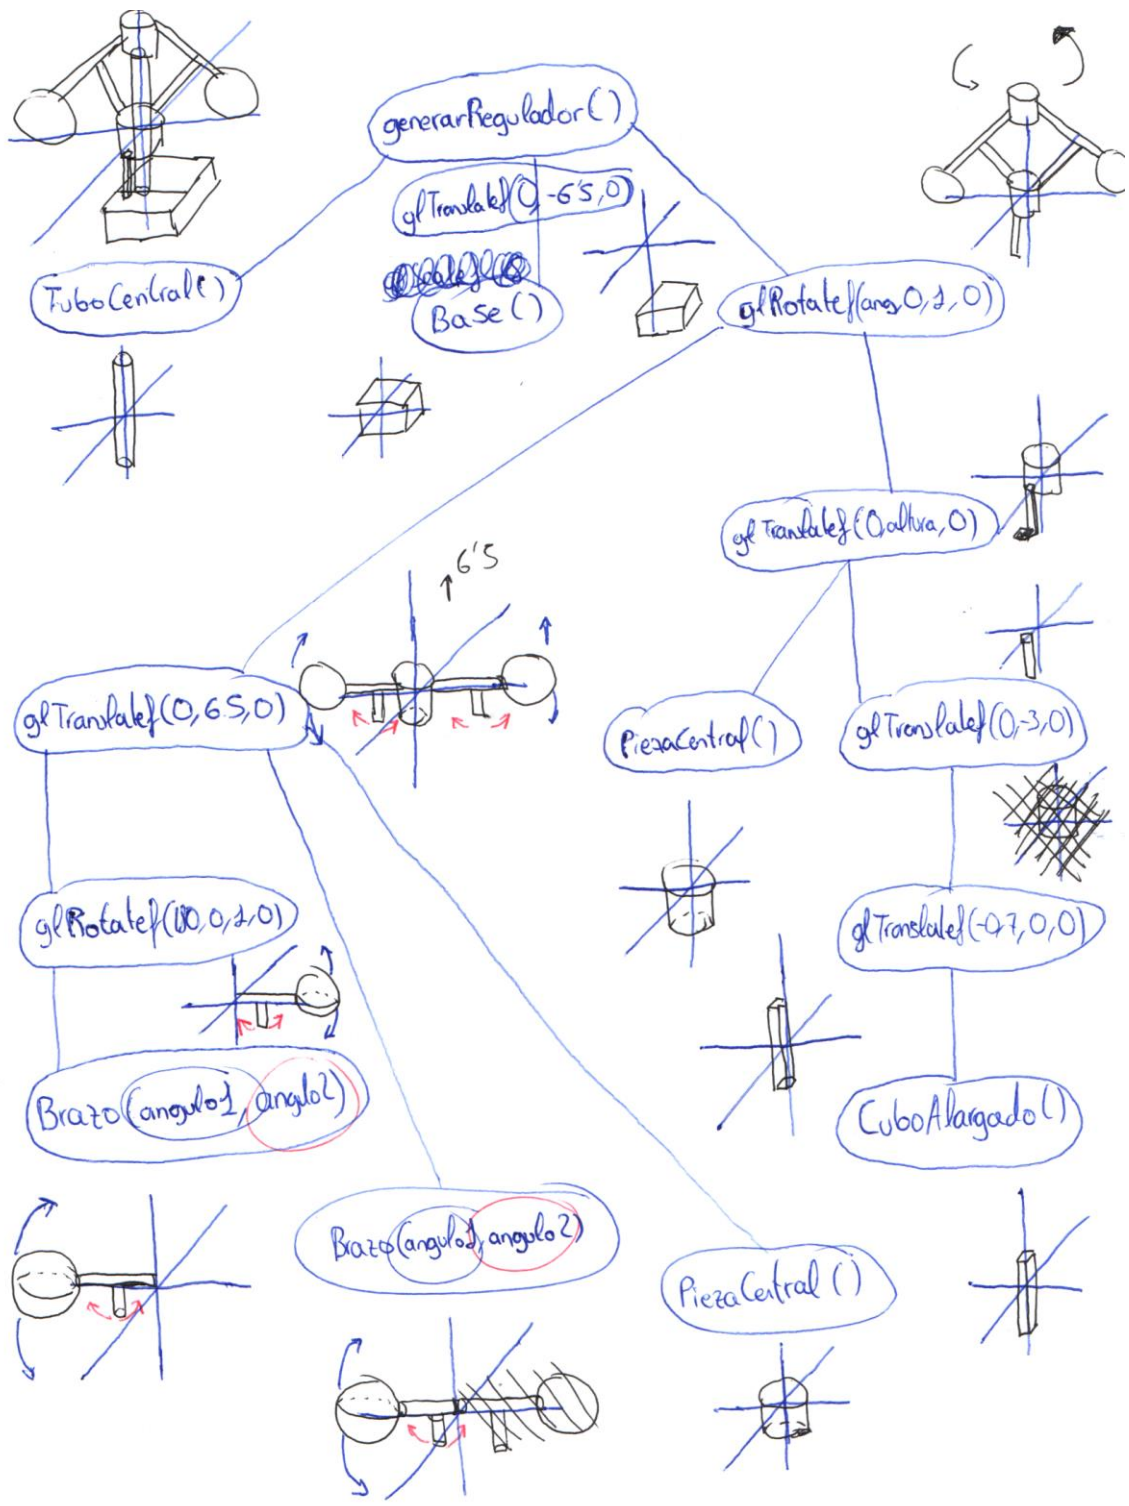 generarRegulador()
glTranslatef(0,-6'5,0)
TuboCentral()
Base()
glRotatef(ang,0,1,0)
glTranslatef(0,altura,0)
6'5
glTranslatef(0,6.5,0)
PiezaCentral()
glTranslatef(0,-3,0)
glRotatef(180,0,1,0)
glTranslatef(-0,7,0,0)
Brazo(angulo1,angulo2)
CuboAlargado()
Brazo(angulo1,angulo2)
PiezaCentral()